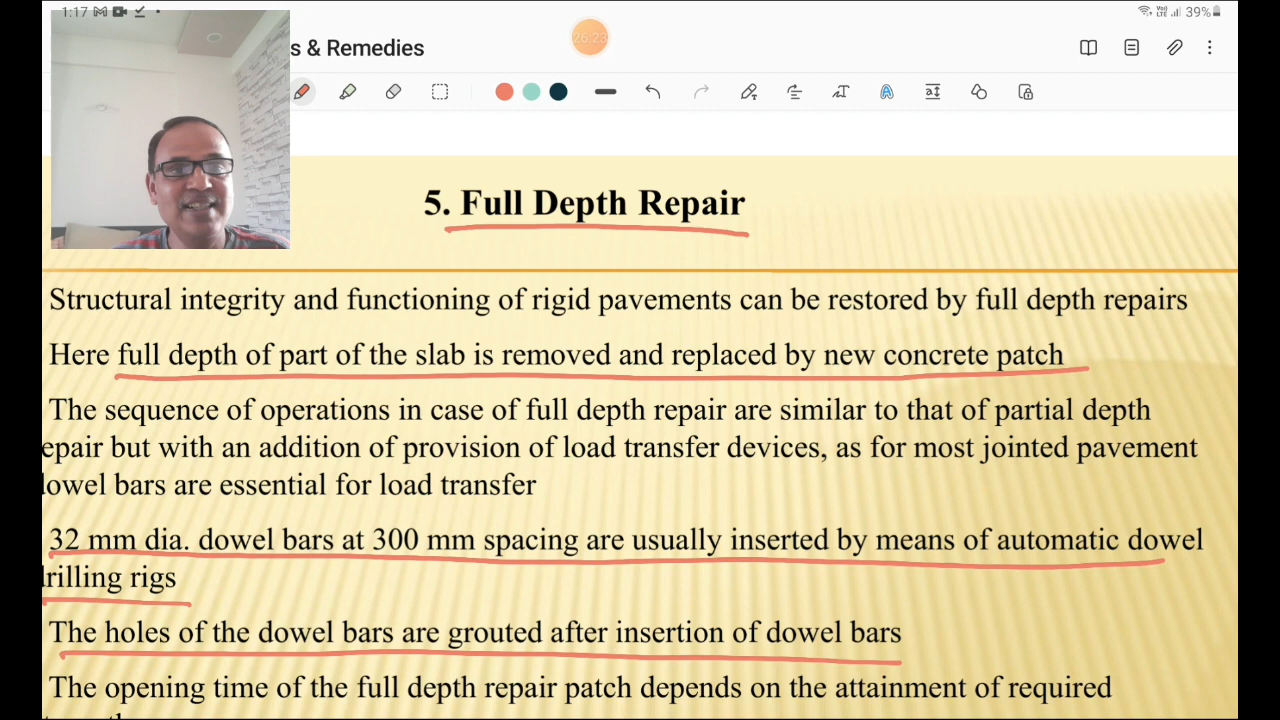 1:17
39%
s & Remedies
26:23
5. Full Depth Repair
Structural integrity and functioning of rigid pavements can be restored by full depth repairs
Here full depth of part of the slab is removed and replaced by new concrete patch
The sequence of operations in case of full depth repair are similar to that of partial depth
epair but with an addition of provision of load transfer devices, as for most jointed pavement
dowel bars are essential for load transfer
32 mm dia. dowel bars at 300 mm spacing are usually inserted by means of automatic dowel
drilling rigs
The holes of the dowel bars are grouted after insertion of dowel bars
The opening time of the full depth repair patch depends on the attainment of required